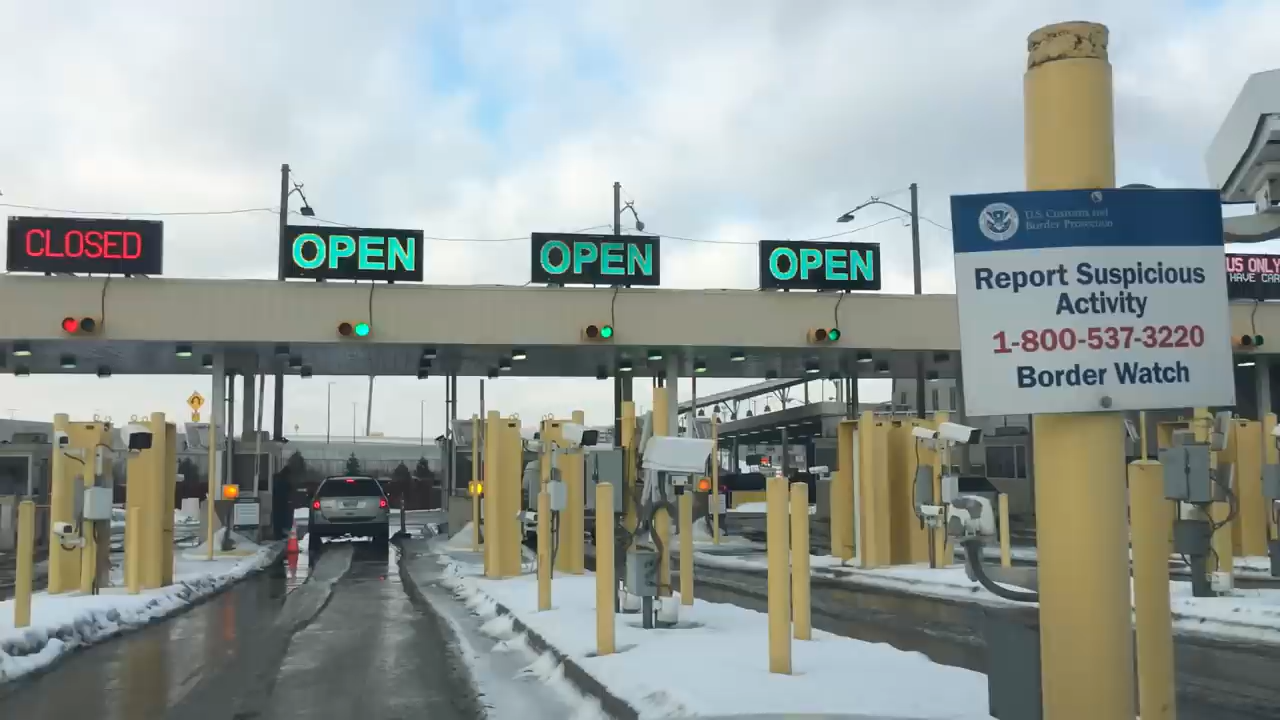 CLOSED
OPEN
OPEN
OPEN
U.S. Customs and
Border Protection
Report Suspicious
Activity
1-800-537-3220
Border Watch
US ONLY
HAVE CAR